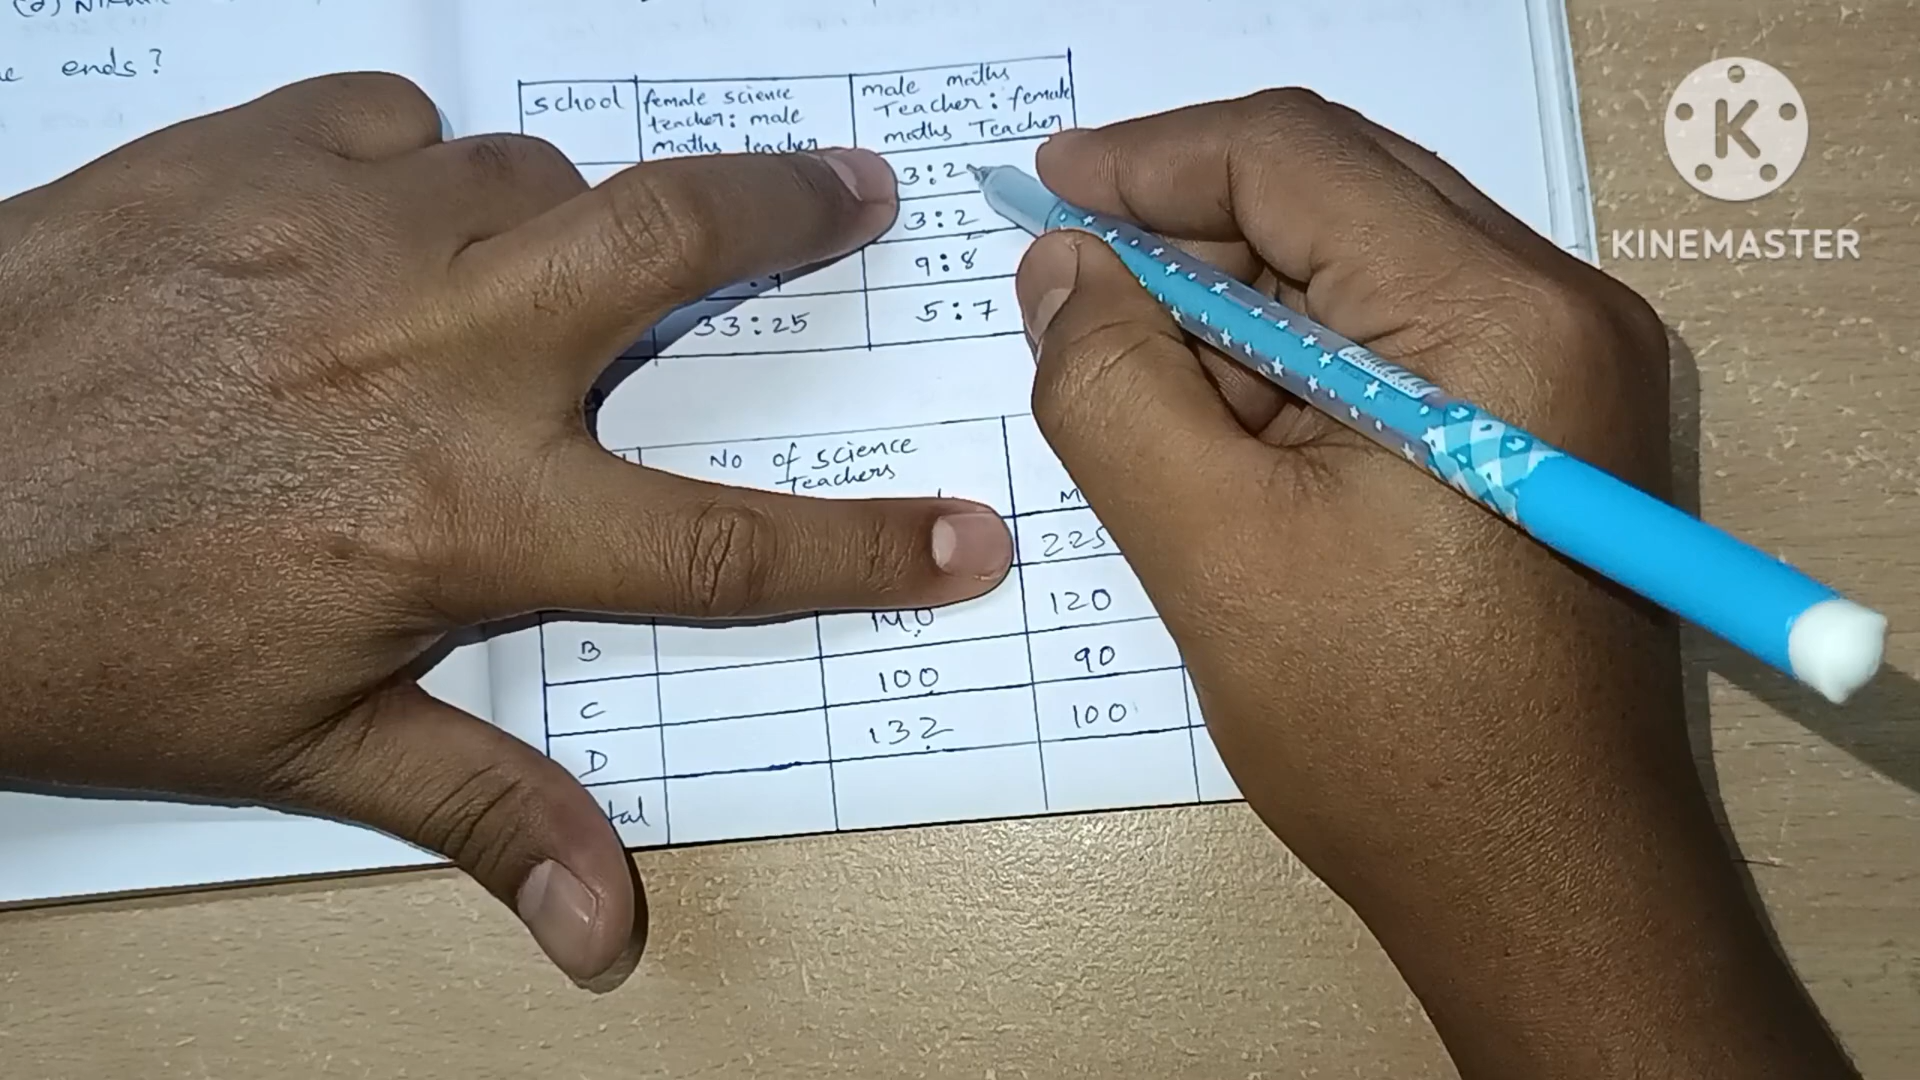 ends?
school
female science
teacher: male
maths teacher
male maths
Teacher: female
maths Teacher
3:2
3:2
9:8
33:25
5:7
No of science
Teachers
M
225
B
140
120
C
100
90
D
132
100
tal
K
KINEMASTER